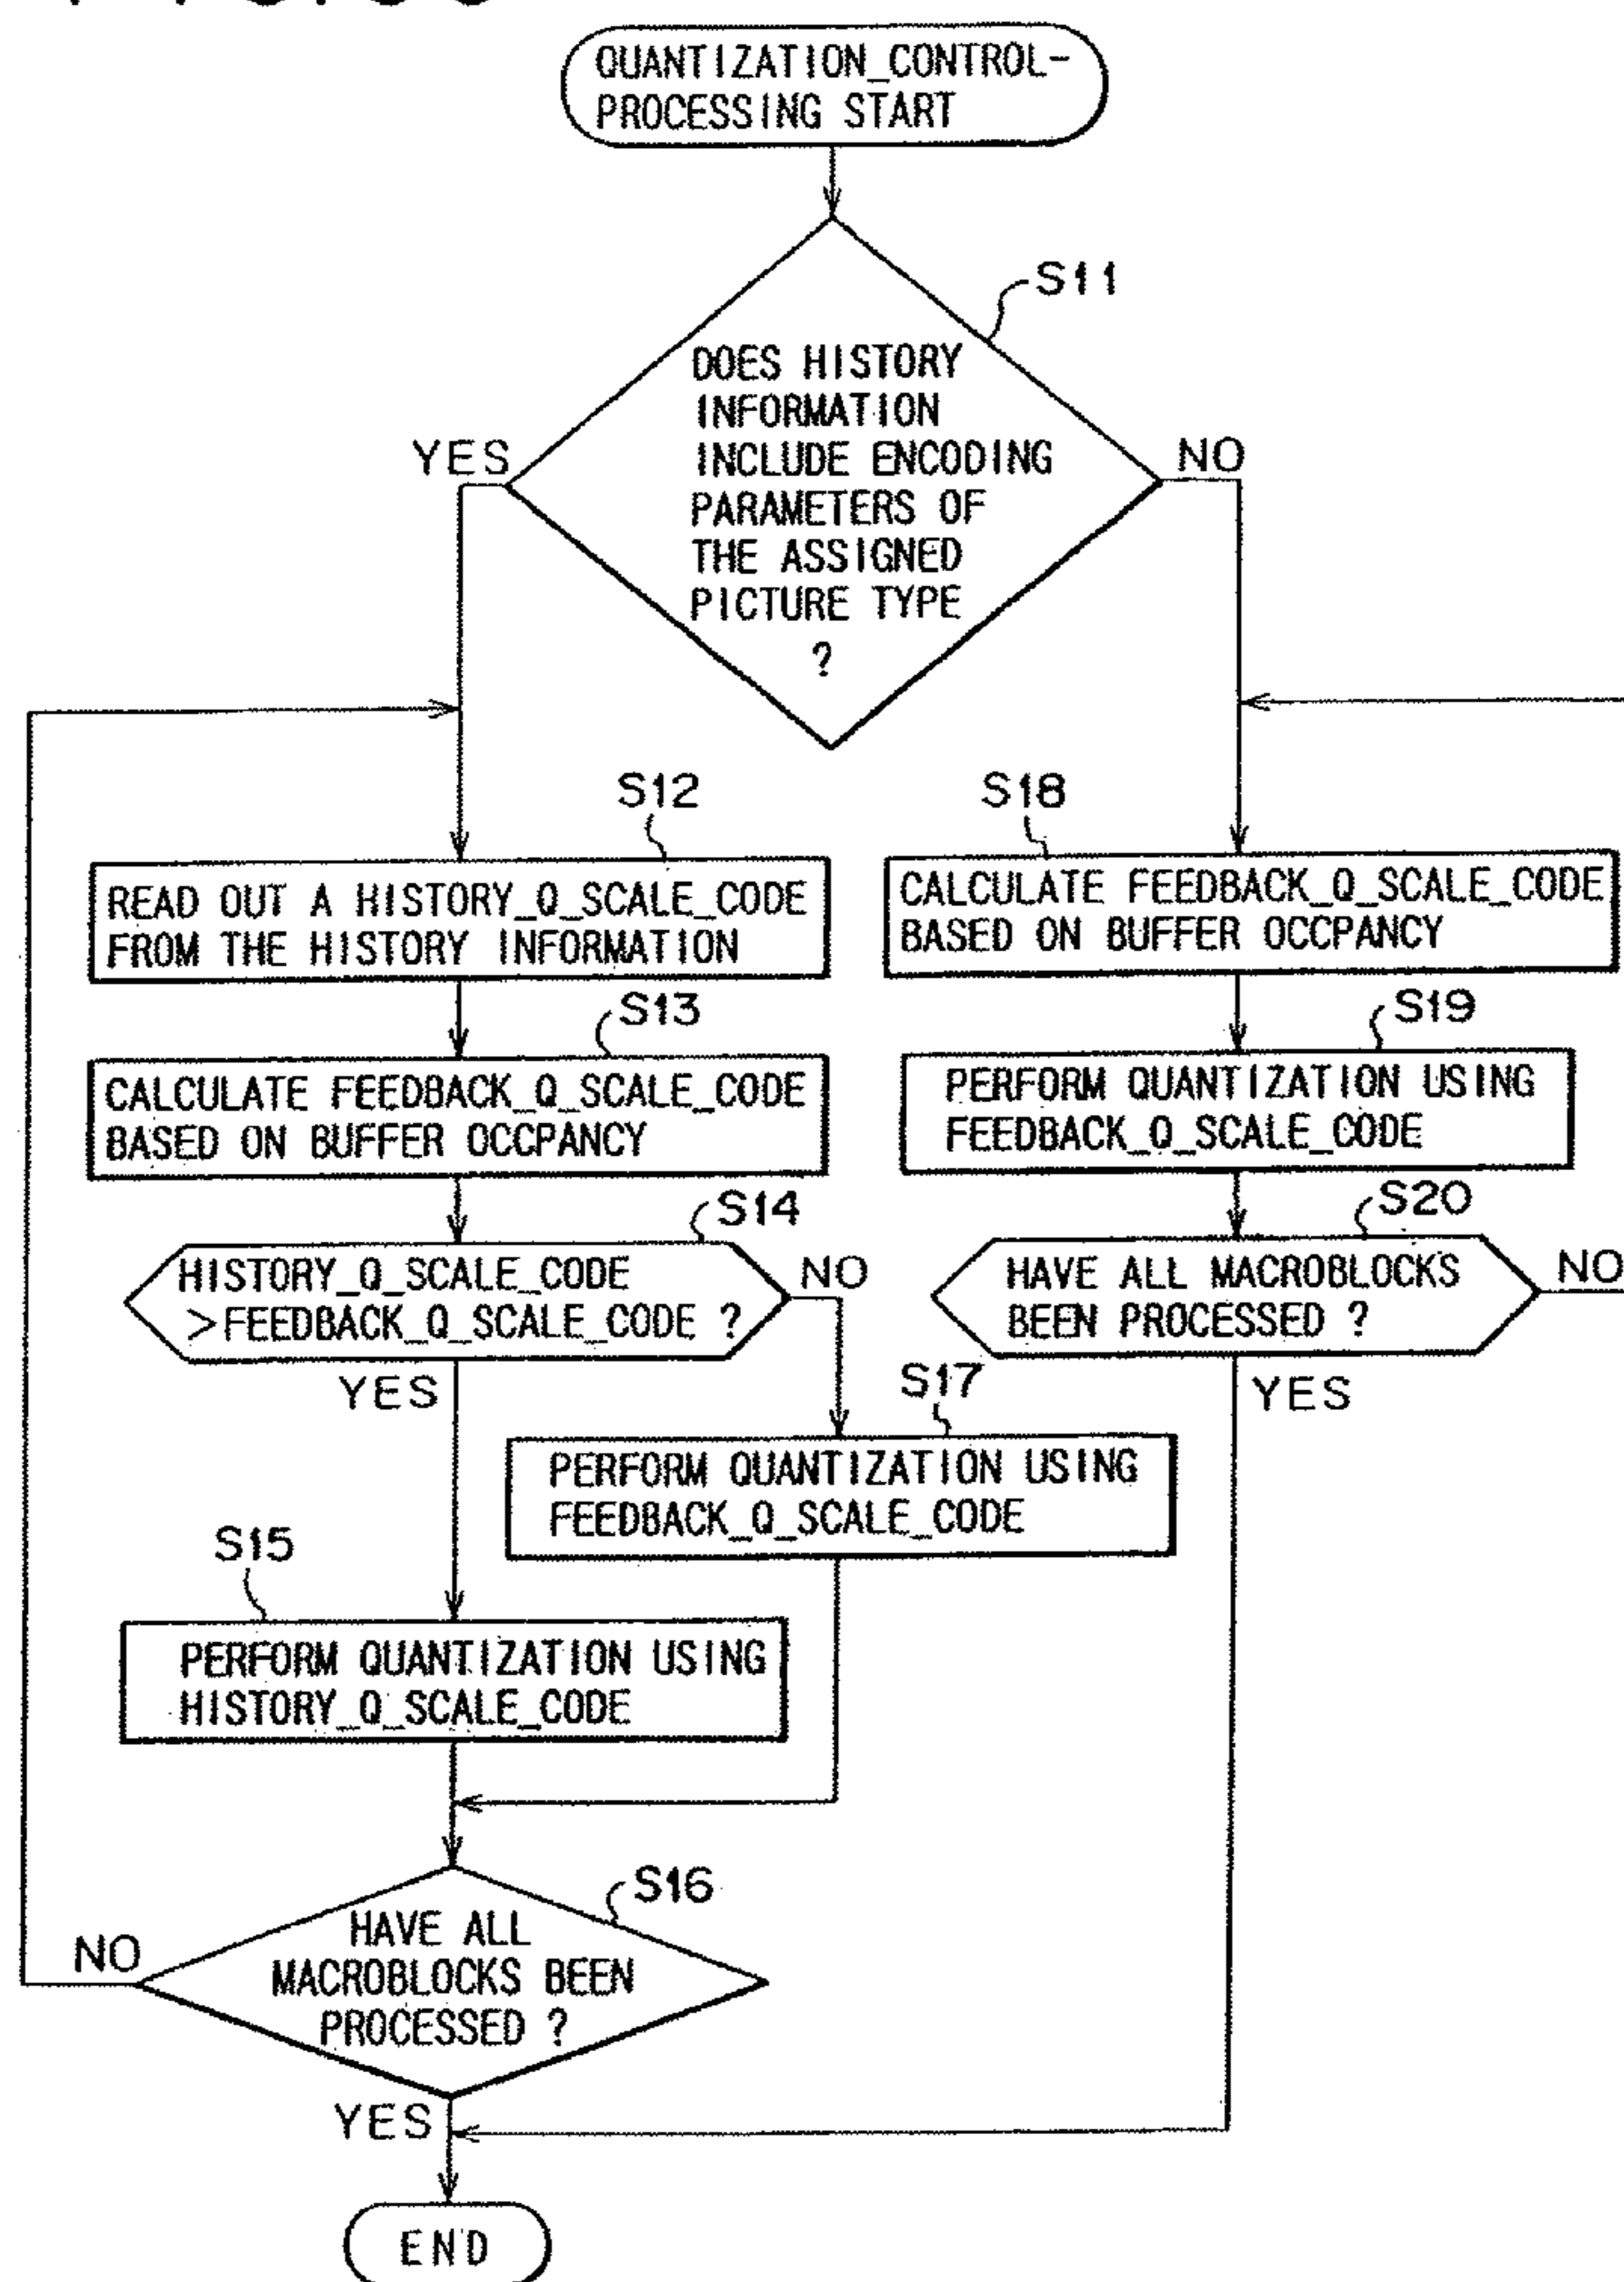 QUANTIZATION_CONTROL-
PROCESSING START
S11
DOES HISTORY
INFORMATION
INCLUDE ENCODING
PARAMETERS OF
THE ASSIGNED
PICTURE TYPE
?
YES
NO
S12
READ OUT A HISTORY_Q_SCALE_CODE
FROM THE HISTORY INFORMATION
S18
CALCULATE FEEDBACK_Q_SCALE_CODE
BASED ON BUFFER OCCPANCY
S13
CALCULATE FEEDBACK_Q_SCALE_CODE
BASED ON BUFFER OCCPANCY
S19
PERFORM QUANTIZATION USING
FEEDBACK_Q_SCALE_CODE
S14
HISTORY_Q_SCALE_CODE
>FEEDBACK_Q_SCALE_CODE ?
NO
YES
S20
HAVE ALL MACROBLOCKS
BEEN PROCESSED ?
NO
YES
S17
PERFORM QUANTIZATION USING
FEEDBACK_Q_SCALE_CODE
S15
PERFORM QUANTIZATION USING
HISTORY_Q_SCALE_CODE
S16
HAVE ALL
MACROBLOCKS BEEN
PROCESSED ?
NO
YES
END